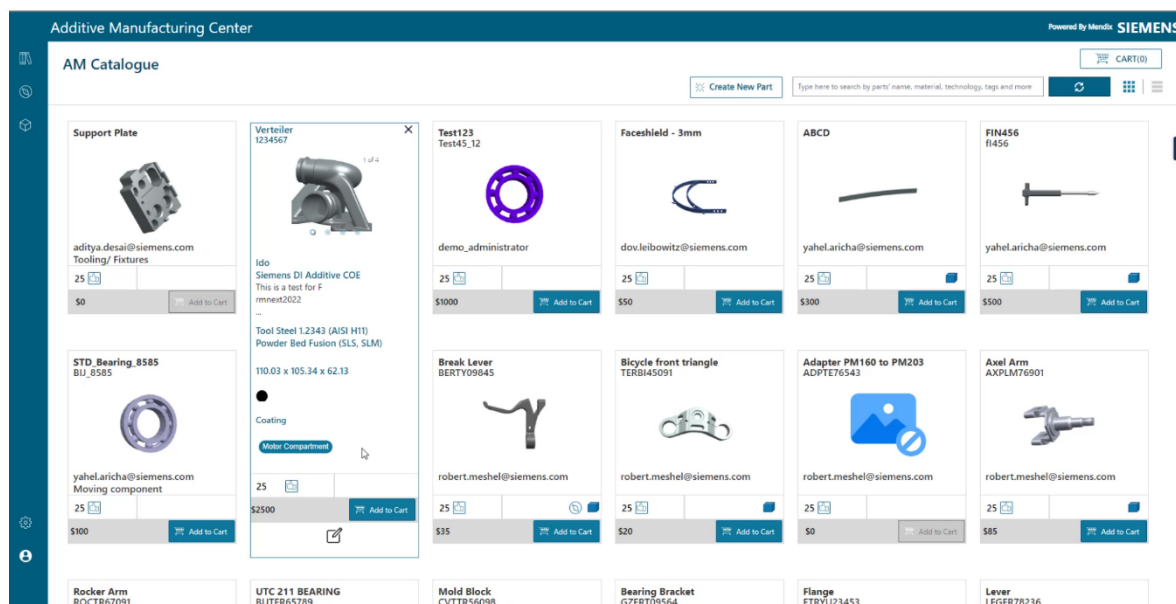 Additive Manufacturing Center
Powered By Mendix SIEMENS
AM Catalogue
CART(0)
Create New Part
Type here to search by parts' name, material, technology, tags and more
Support Plate
aditya.desai@siemens.com
Tooling/ Fixtures
25
$0
Add to Cart
Verteiler
1234567
1 of 4
Ido
Siemens DI Additive COE
This is a test for F
rmnext2022
...
Tool Steel 1.2343 (AISI H11)
Powder Bed Fusion (SLS, SLM)
110.03 x 105.34 x 62.13
Coating
Motor Compartment
25
$2500
Add to Cart
Test123
Test45_12
demo_administrator
25
$1000
Add to Cart
Faceshield - 3mm
dov.leibowitz@siemens.com
25
$50
Add to Cart
ABCD
yahel.aricha@siemens.com
25
$300
Add to Cart
FIN456
fI456
yahel.aricha@siemens.com
25
$500
Add to Cart
STD_Bearing_8585
BIJ_8585
yahel.aricha@siemens.com
Moving component
25
$100
Add to Cart
Break Lever
BERTY09845
robert.meshel@siemens.com
25
$35
Add to Cart
Bicycle front triangle
TERBI45091
robert.meshel@siemens.com
25
$20
Add to Cart
Adapter PM160 to PM203
ADPTE76543
robert.meshel@siemens.com
25
$0
Add to Cart
Axel Arm
AXPLM76901
robert.meshel@siemens.com
25
$85
Add to Cart
Rocker Arm
ROCTR67091
UTC 211 BEARING
BUTER65789
Mold Block
CVTTR56098
Bearing Bracket
GZERT09564
Flange
FTRYU23453
Lever
LEGER78236